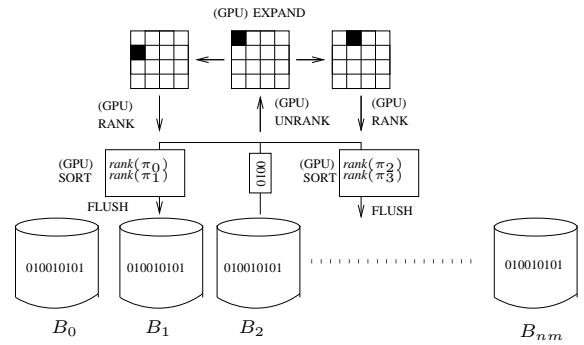 (GPU) EXPAND
(GPU)
RANK
(GPU)
UNRANK
(GPU)
RANK
(GPU)
SORT
rank(π0)
rank(π1)
0010
(GPU)
SORT
rank(π2)
rank(π3)
FLUSH
FLUSH
010010101
010010101
010010101
010010101
B0
B1
B2
Bnm